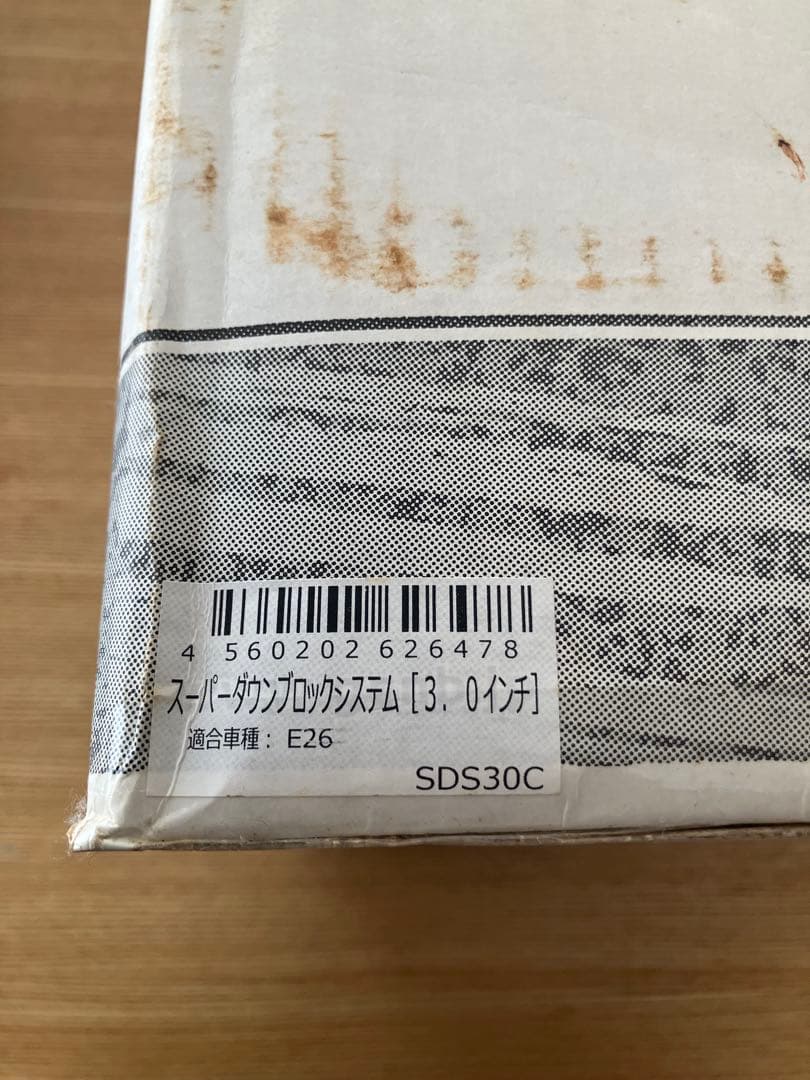 4 560202 626478
スーパーダウンブロックシステム [3.0インチ]
適合車種: E26
SDS30C